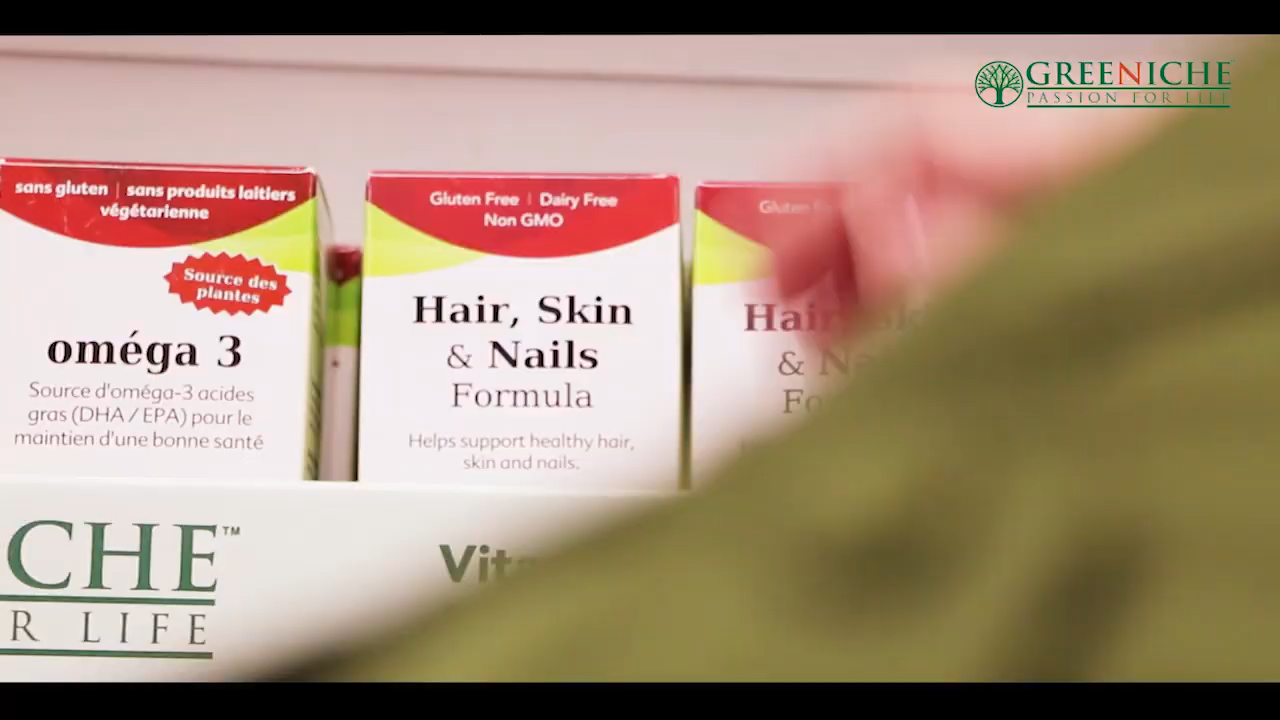 GREENICHE
PASSION FOR LIFE
sans gluten | sans produits laitiers
végétarienne
Source des
plantes
oméga 3
Source d'oméga-3 acides
gras (DHA / EPA) pour le
maintien d'une bonne santé
Gluten Free | Dairy Free
Non GMO
Hair, Skin
& Nails
Formula
Helps support healthy hair,
skin and nails.
Hair,
&
CHE™
R LIFE